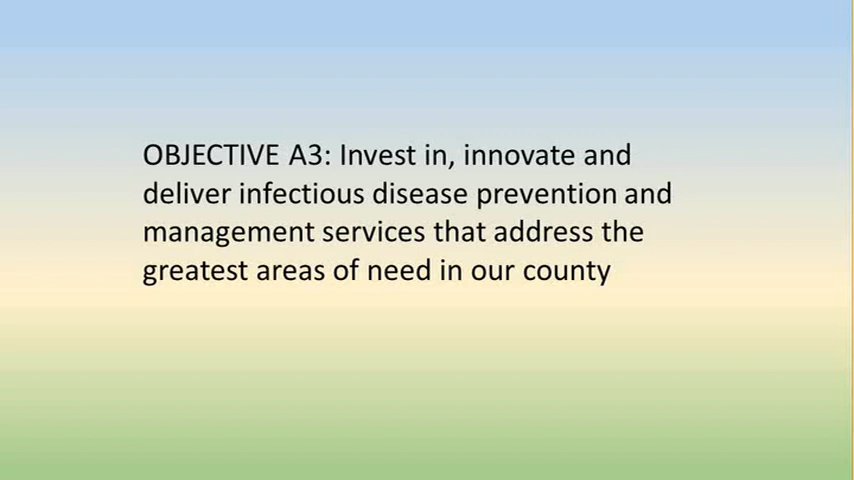 OBJECTIVE A3: Invest in, innovate and
deliver infectious disease prevention and
management services that address the
greatest areas of need in our county